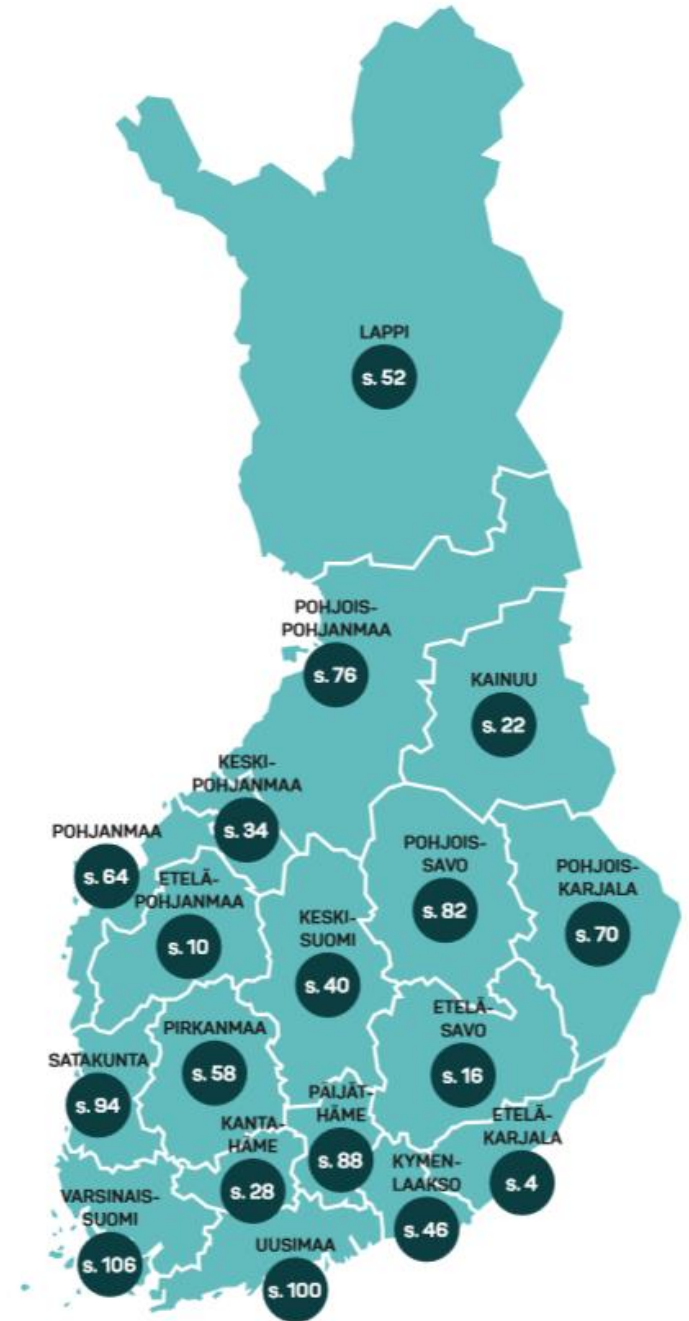 LAPPI
s. 52
POHJOIS-
POHJANMAA
s. 76
KAINUU
s. 22
KESKI-
POHJANMAA
s. 34
POHJANMAA
s. 64
ETELÄ-
POHJANMAA
s. 10
POHJOIS-
SAVO
s. 82
POHJOIS-
KARJALA
s. 70
KESKI-
SUOMI
s. 40
ETELÄ-
SAVO
s. 16
PIRKANMAA
s. 58
SATAKUNTA
s. 94
PÄIJÄT-
HÄME
s. 88
KANTA-
HÄME
s. 28
ETELÄ-
KARJALA
s. 4
KYMEN-
LAAKSO
s. 46
VARSINAIS-
SUOMI
s. 106
UUSIMAA
s. 100